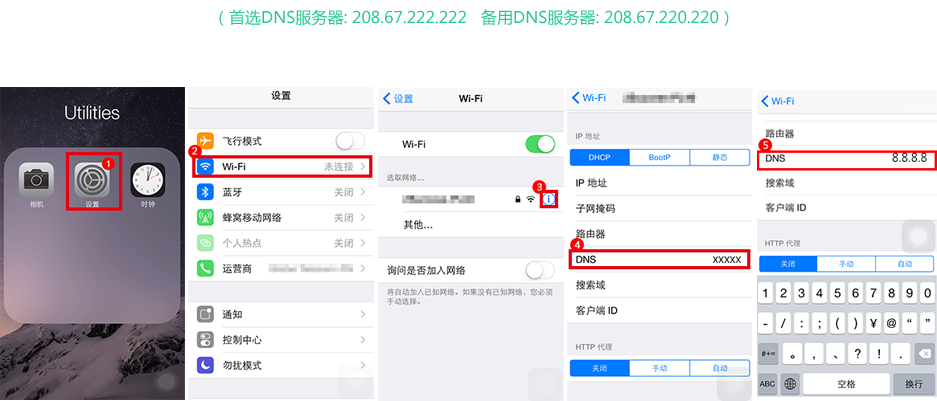 （首选DNS服务器: 208.67.222.222 备用DNS服务器: 208.67.220.220）
Utilities
1
相机
设置
时钟
设置
飞行模式
2
Wi-Fi 未连接
蓝牙 关闭
蜂窝移动网络 关闭
个人热点 关闭
运营商
通知
控制中心
勿扰模式
设置 Wi-Fi
Wi-Fi
选取网络...
3
其他...
询问是否加入网络
将自动加入已知网络。如果没有已知网络，您必须
手动选择。
Wi-Fi
IP 地址
DHCP BootP 静态
IP 地址
子网掩码
路由器
4
DNS XXXXX
搜索域
客户端 ID
HTTP 代理
关闭 手动 自动
Wi-Fi
路由器
5
DNS 8.8.8.8
搜索域
客户端 ID
HTTP 代理
关闭 手动 自动
1 2 3 4 5 6 7 8 9 0
- / : ; ( ) ¥ @ “ ”
#+= 。 , 、 ? ! .
ABC 空格 换行